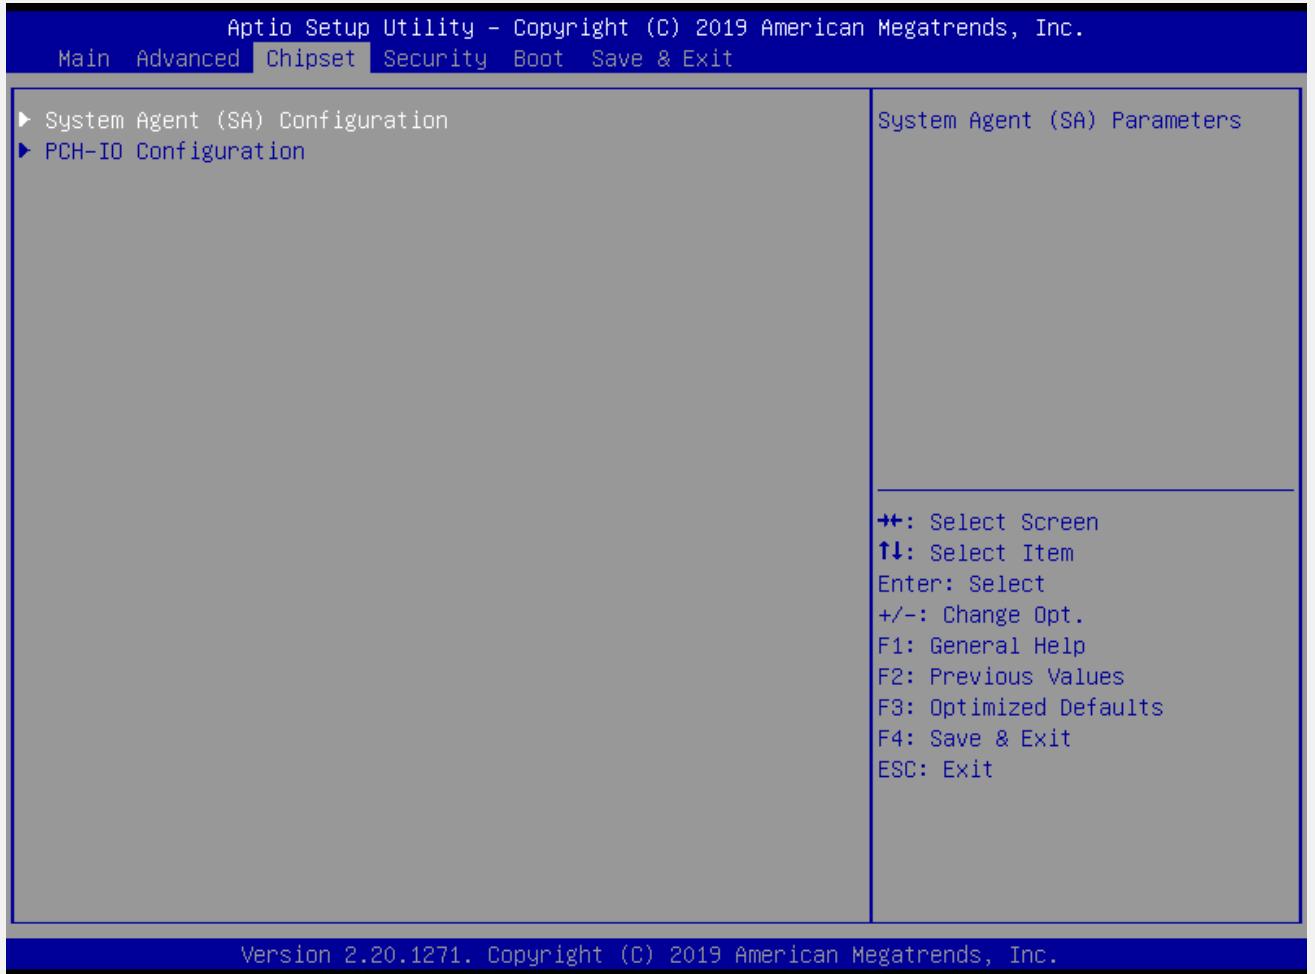 Aptio Setup Utility – Copyright (C) 2019 American Megatrends, Inc.
Main Advanced Chipset Security Boot Save & Exit
▶ System Agent (SA) Configuration
▶ PCH-IO Configuration
System Agent (SA) Parameters
→←: Select Screen
↑↓: Select Item
Enter: Select
+/-: Change Opt.
F1: General Help
F2: Previous Values
F3: Optimized Defaults
F4: Save & Exit
ESC: Exit
Version 2.20.1271. Copyright (C) 2019 American Megatrends, Inc.